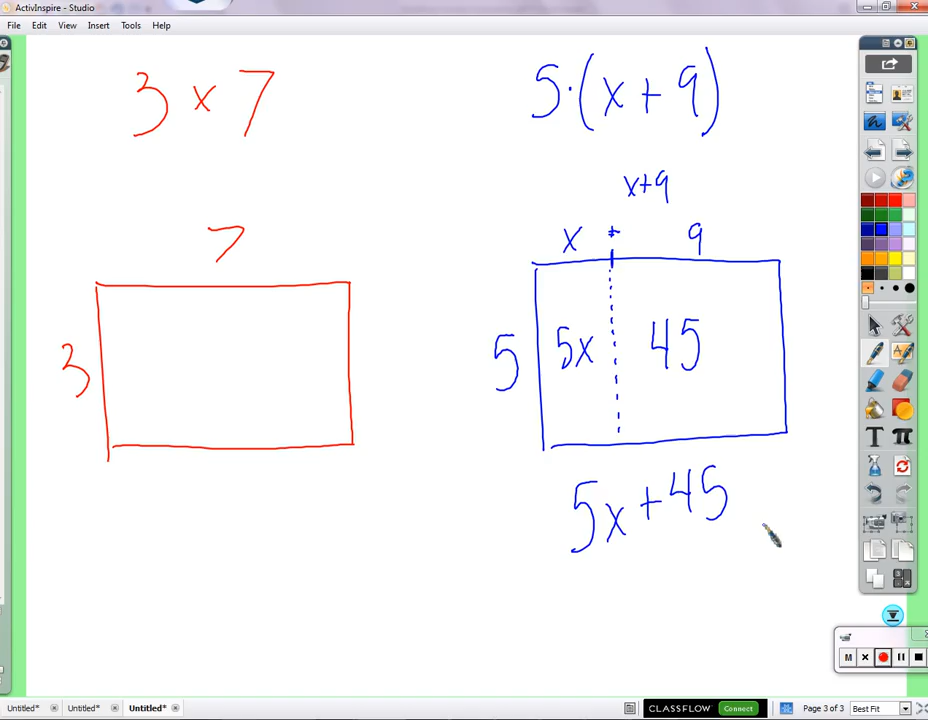 ActivInspire - Studio
File Edit View Insert Tools Help
3 x 7
7
3
5·(x + 9)
x+9
x + 9
5
5x 45
5x + 45
M
Untitled* Untitled* Untitled*
CLASSFLOW Connect
Page 3 of 3
Best Fit